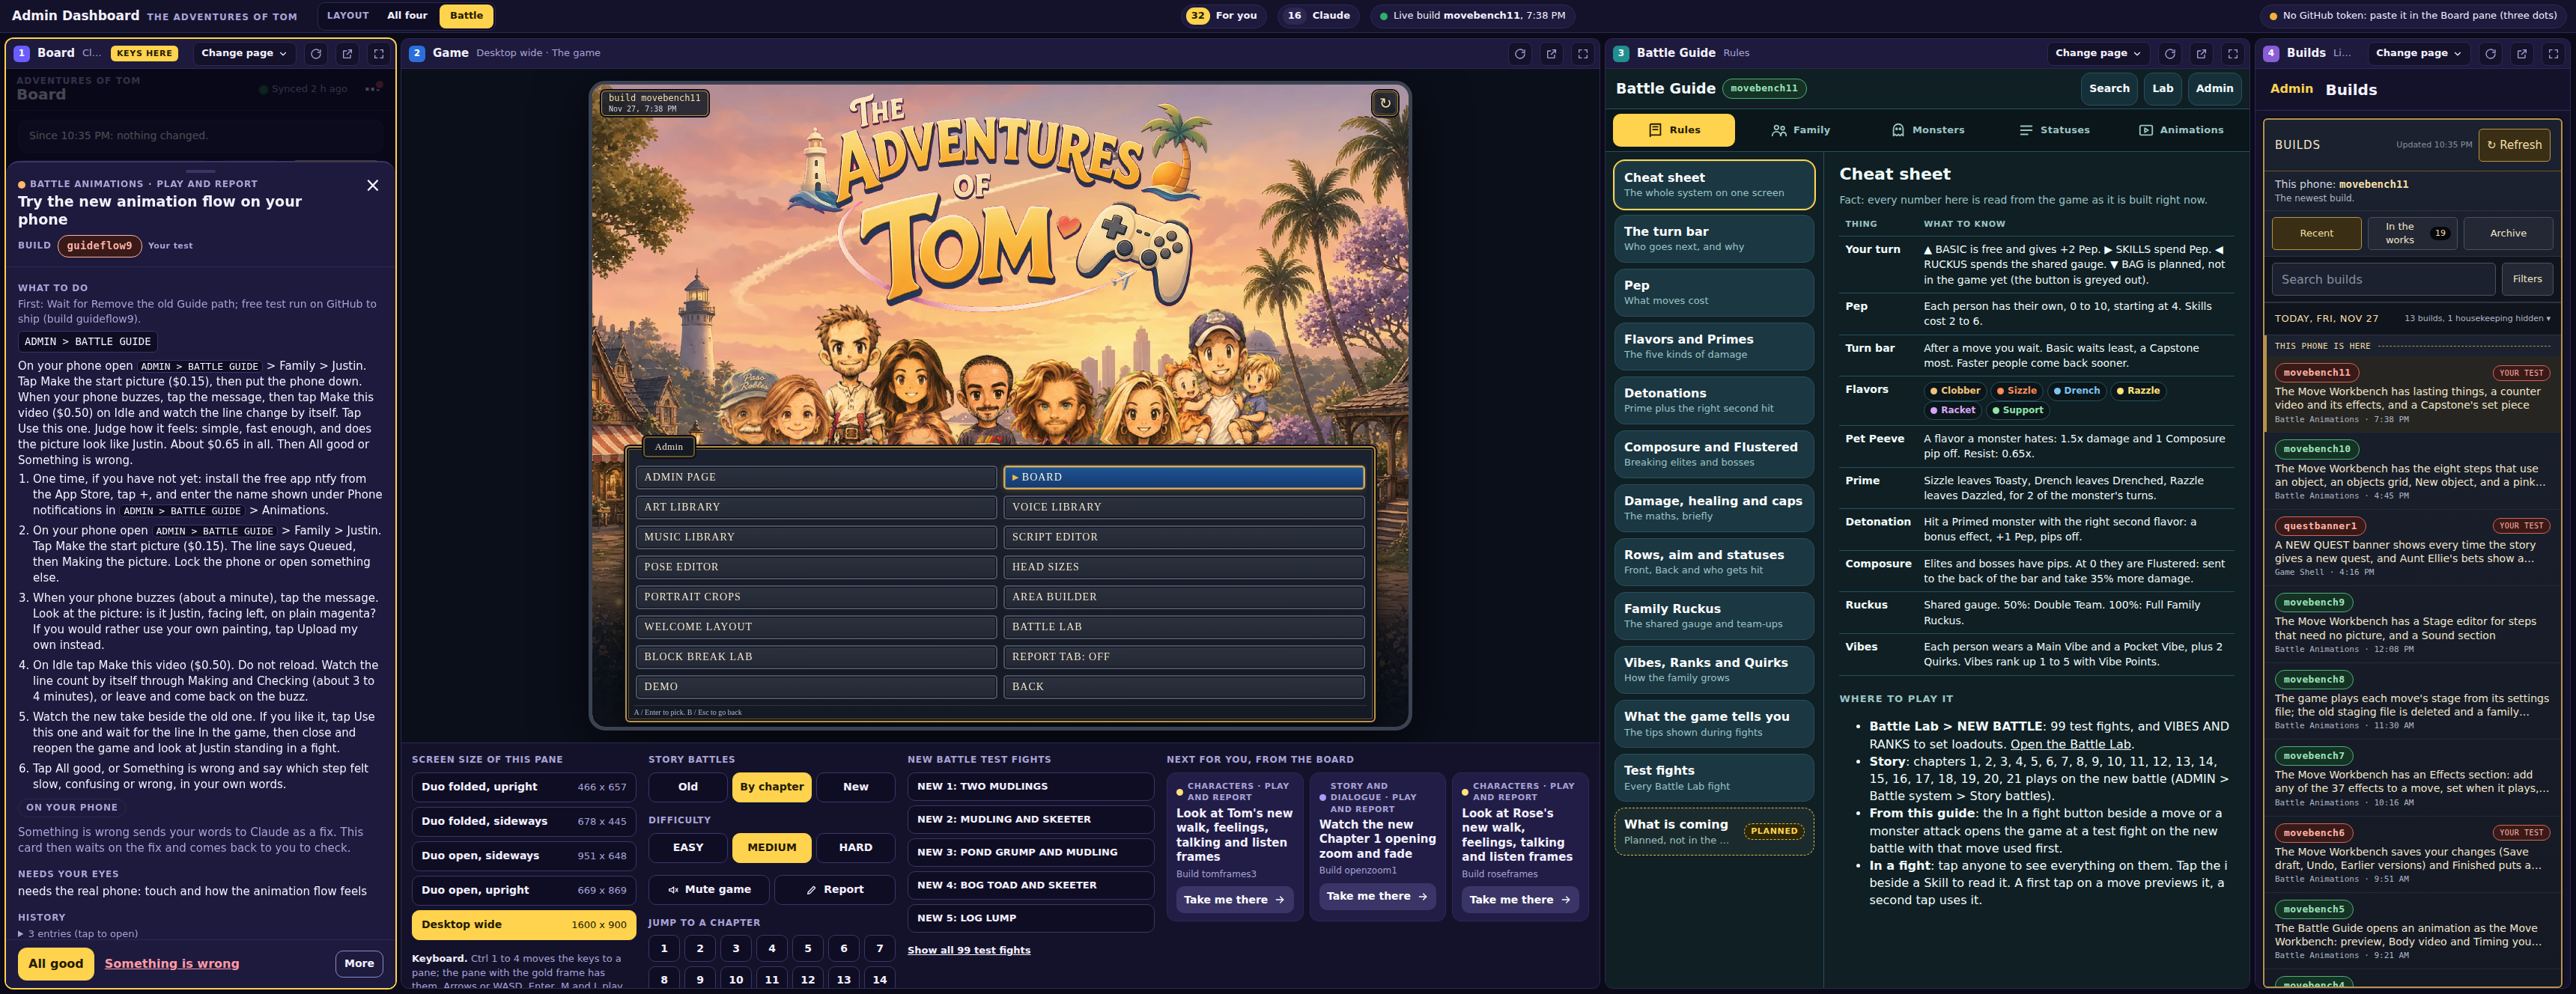 Admin Dashboard THE ADVENTURES OF TOM
LAYOUT All four Battle
32 For you
16 Claude
Live build movebench11, 7:38 PM
No GitHub token: paste it in the Board pane (three dots)
1 Board Cl... KEYS HERE Change page
ADVENTURES OF TOM
Board
Synced 2 h ago
Since 10:35 PM: nothing changed.
BATTLE ANIMATIONS · PLAY AND REPORT
Try the new animation flow on your
phone
BUILD guideflow9 Your test
WHAT TO DO
First: Wait for Remove the old Guide path; free test run on GitHub to
ship (build guideflow9).
ADMIN > BATTLE GUIDE
On your phone open ADMIN > BATTLE GUIDE > Family > Justin.
Tap Make the start picture ($0.15), then put the phone down.
When your phone buzzes, tap the message, then tap Make this
video ($0.50) on Idle and watch the line change by itself. Tap
Use this one. Judge how it feels: simple, fast enough, and does
the picture look like Justin. About $0.65 in all. Then All good or
Something is wrong.
1. One time, if you have not yet: install the free app ntfy from
the App Store, tap +, and enter the name shown under Phone
notifications in ADMIN > BATTLE GUIDE > Animations.
2. On your phone open ADMIN > BATTLE GUIDE > Family > Justin.
Tap Make the start picture ($0.15). The line says Queued,
then Making the picture. Lock the phone or open something
else.
3. When your phone buzzes (about a minute), tap the message.
Look at the picture: is it Justin, facing left, on plain magenta?
If you would rather use your own painting, tap Upload my
own instead.
4. On Idle tap Make this video ($0.50). Do not reload. Watch the
line count by itself through Making and Checking (about 3 to
4 minutes), or leave and come back on the buzz.
5. Watch the new take beside the old one. If you like it, tap Use
this one and wait for the line In the game, then close and
reopen the game and look at Justin standing in a fight.
6. Tap All good, or Something is wrong and say which step felt
slow, confusing or wrong, in your own words.
ON YOUR PHONE
Something is wrong sends your words to Claude as a fix. This
card then waits on the fix and comes back to you to check.
NEEDS YOUR EYES
needs the real phone: touch and how the animation flow feels
HISTORY
3 entries (tap to open)
All good Something is wrong More
2 Game Desktop wide · The game
build movebench11
Nov 27, 7:38 PM
THE
ADVENTURES
OF
TOM
Paso
Robles
Admin
ADMIN PAGE
BOARD
ART LIBRARY
VOICE LIBRARY
MUSIC LIBRARY
SCRIPT EDITOR
POSE EDITOR
HEAD SIZES
PORTRAIT CROPS
AREA BUILDER
WELCOME LAYOUT
BATTLE LAB
BLOCK BREAK LAB
REPORT TAB: OFF
DEMO
BACK
A / Enter to pick. B / Esc to go back
SCREEN SIZE OF THIS PANE
Duo folded, upright 466 x 657
Duo folded, sideways 678 x 445
Duo open, sideways 951 x 648
Duo open, upright 669 x 869
Desktop wide 1600 x 900
Keyboard. Ctrl 1 to 4 moves the keys to a
pane; the pane with the gold frame has
them. Arrows or WASD, Enter, M and L play
STORY BATTLES
Old By chapter New
DIFFICULTY
EASY MEDIUM HARD
Mute game Report
JUMP TO A CHAPTER
1 2 3 4 5 6 7
8 9 10 11 12 13 14
NEW BATTLE TEST FIGHTS
NEW 1: TWO MUDLINGS
NEW 2: MUDLING AND SKEETER
NEW 3: POND GRUMP AND MUDLING
NEW 4: BOG TOAD AND SKEETER
NEW 5: LOG LUMP
Show all 99 test fights
NEXT FOR YOU, FROM THE BOARD
CHARACTERS · PLAY
AND REPORT
Look at Tom's new
walk, feelings,
talking and listen
frames
Build tomframes3
Take me there
STORY AND
DIALOGUE · PLAY
AND REPORT
Watch the new
Chapter 1 opening
zoom and fade
Build openzoom1
Take me there
CHARACTERS · PLAY
AND REPORT
Look at Rose's
new walk,
feelings, talking
and listen frames
Build roseframes
Take me there
3 Battle Guide Rules Change page
Battle Guide movebench11 Search Lab Admin
Rules Family Monsters Statuses Animations
Cheat sheet
The whole system on one screen
The turn bar
Who goes next, and why
Pep
What moves cost
Flavors and Primes
The five kinds of damage
Detonations
Prime plus the right second hit
Composure and Flustered
Breaking elites and bosses
Damage, healing and caps
The maths, briefly
Rows, aim and statuses
Front, Back and who gets hit
Family Ruckus
The shared gauge and team-ups
Vibes, Ranks and Quirks
How the family grows
What the game tells you
The tips shown during fights
Test fights
Every Battle Lab fight
What is coming PLANNED
Planned, not in the ...
Cheat sheet
Fact: every number here is read from the game as it is built right now.
THING WHAT TO KNOW
Your turn ▲ BASIC is free and gives +2 Pep. ▶ SKILLS spend Pep. ◀
RUCKUS spends the shared gauge. ▼ BAG is planned, not
in the game yet (the button is greyed out).
Pep Each person has their own, 0 to 10, starting at 4. Skills
cost 2 to 6.
Turn bar After a move you wait. Basic waits least, a Capstone
most. Faster people come back sooner.
Flavors Clobber Sizzle Drench Razzle
Racket Support
Pet Peeve A flavor a monster hates: 1.5x damage and 1 Composure
pip off. Resist: 0.65x.
Prime Sizzle leaves Toasty, Drench leaves Drenched, Razzle
leaves Dazzled, for 2 of the monster's turns.
Detonation Hit a Primed monster with the right second flavor: a
bonus effect, +1 Pep, pips off.
Composure Elites and bosses have pips. At 0 they are Flustered: sent
to the back of the bar and take 35% more damage.
Ruckus Shared gauge. 50%: Double Team. 100%: Full Family
Ruckus.
Vibes Each person wears a Main Vibe and a Pocket Vibe, plus 2
Quirks. Vibes rank up 1 to 5 with Vibe Points.
WHERE TO PLAY IT
• Battle Lab > NEW BATTLE: 99 test fights, and VIBES AND
RANKS to set loadouts. Open the Battle Lab.
• Story: chapters 1, 2, 3, 4, 5, 6, 7, 8, 9, 10, 11, 12, 13, 14,
15, 16, 17, 18, 19, 20, 21 plays on the new battle (ADMIN >
Battle system > Story battles).
• From this guide: the In a fight button beside a move or a
monster attack opens the game at a test fight on the new
battle with that move used first.
• In a fight: tap anyone to see everything on them. Tap the i
beside a Skill to read it. A first tap on a move previews it, a
second tap uses it.
4 Builds Li... Change page
Admin Builds
BUILDS Updated 10:35 PM ↻ Refresh
This phone: movebench11
The newest build.
Recent In the works 19 Archive
Search builds Filters
TODAY, FRI, NOV 27 13 builds, 1 housekeeping hidden ▾
THIS PHONE IS HERE
movebench11 YOUR TEST
The Move Workbench has lasting things, a counter
video and its effects, and a Capstone's set piece
Battle Animations · 7:38 PM
movebench10
The Move Workbench has the eight steps that use
an object, an objects grid, New object, and a pink...
Battle Animations · 4:45 PM
questbanner1 YOUR TEST
A NEW QUEST banner shows every time the story
gives a new quest, and Aunt Ellie's bets show a...
Game Shell · 4:16 PM
movebench9
The Move Workbench has a Stage editor for steps
that need no picture, and a Sound section
Battle Animations · 12:08 PM
movebench8
The game plays each move's stage from its settings
file; the old staging file is deleted and a family...
Battle Animations · 11:30 AM
movebench7
The Move Workbench has an Effects section: add
any of the 37 effects to a move, set when it plays,...
Battle Animations · 10:16 AM
movebench6 YOUR TEST
The Move Workbench saves your changes (Save
draft, Undo, Earlier versions) and Finished puts a...
Battle Animations · 9:51 AM
movebench5
The Battle Guide opens an animation as the Move
Workbench: preview, Body video and Timing you...
Battle Animations · 9:21 AM
movebench4